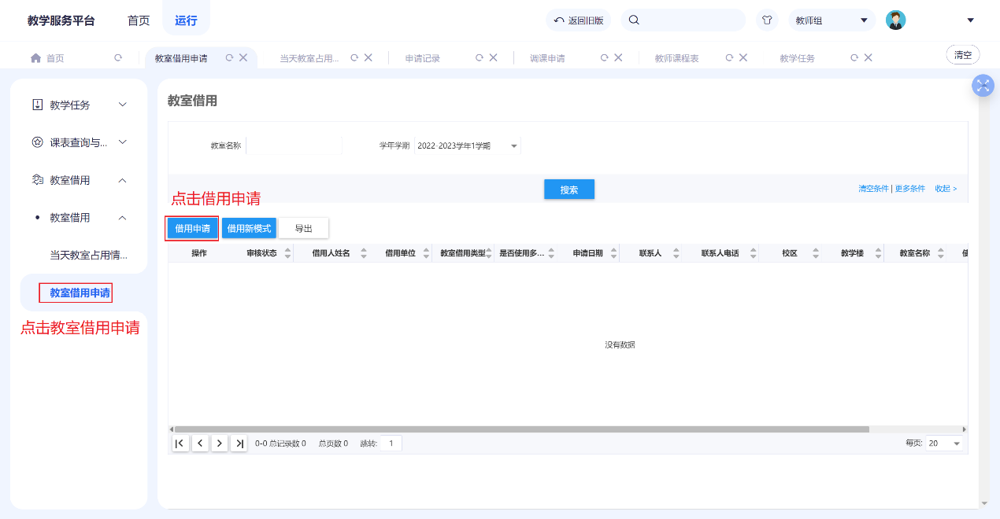 教学服务平台 首页 运行 返回旧版 教师组
首页 教室借用申请 当天教室占用... 申请记录 调课申请 教师课程表 教学任务 清空
教学任务
课表查询与...
教室借用
教室借用
当天教室占用情...
教室借用申请
点击教室借用申请
教室借用
教室名称 学年学期 2022-2023学年1学期
搜索 清空条件 | 更多条件 收起 >
点击借用申请
借用申请 借用新模式 导出
操作 审核状态 借用人姓名 借用单位 教室借用类型 是否使用多... 申请日期 联系人 联系人电话 校区 教学楼 教室名称
没有数据
0-0 总记录数 0 总页数 0 跳转: 1 每页: 20